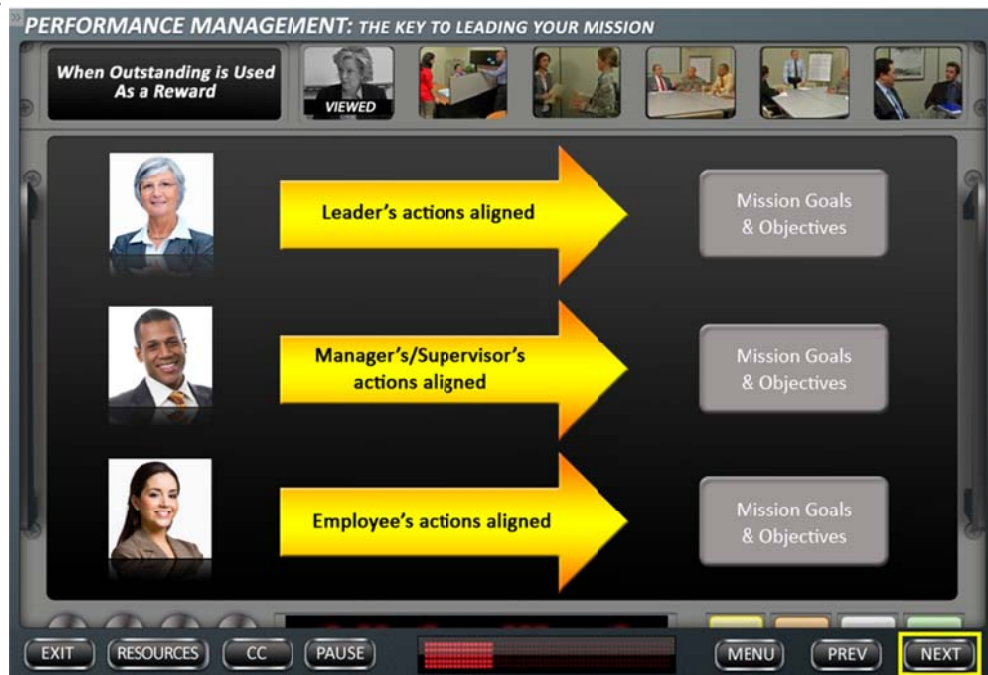 PERFORMANCE MANAGEMENT: THE KEY T0 LEADING YOUR MISSION
When Outstanding is Used
As a Reward
VIEWED
Leader's actions aligned
Mission Goals
& Objectives
Manager's/Supervisor's
actions aligned
Mission Goals
& Objectives
Employee's actions aligned
Mission Goals
& Objectives
EXIT
RESOURCES
CC
PAUSE
MENU
PREV
NEXT